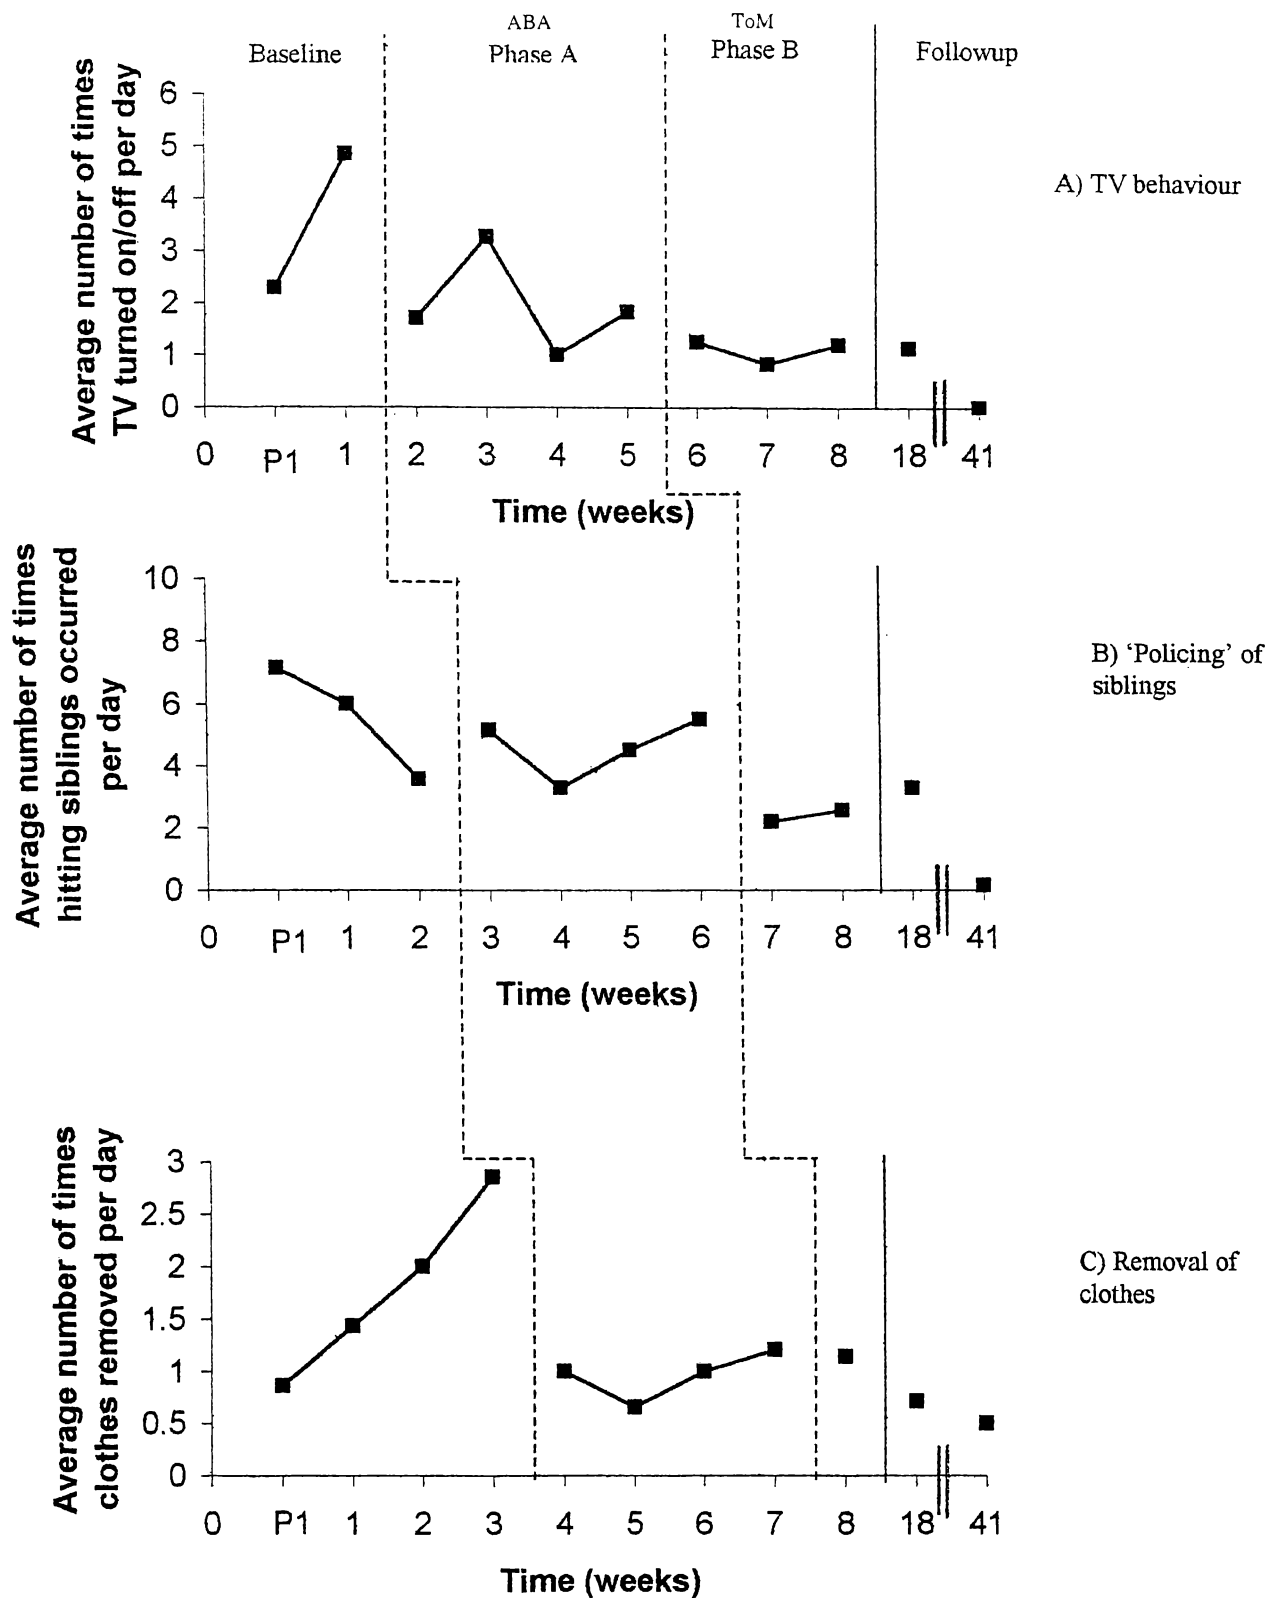 ABA
ToM
Baseline
Phase A
Phase B
Followup
Average number of times
TV turned on/off per day
6
5
4
3
2
1
0
0 P1 1 2 3 4 5 6 7 8 18 41
Time (weeks)
A) TV behaviour
Average number of times
hitting siblings occurred
per day
10
8
6
4
2
0
0 P1 1 2 3 4 5 6 7 8 18 41
Time (weeks)
B) ‘Policing’ of
siblings
Average number of times
clothes removed per day
3
2.5
2
1.5
1
0.5
0
0 P1 1 2 3 4 5 6 7 8 18 41
Time (weeks)
C) Removal of
clothes